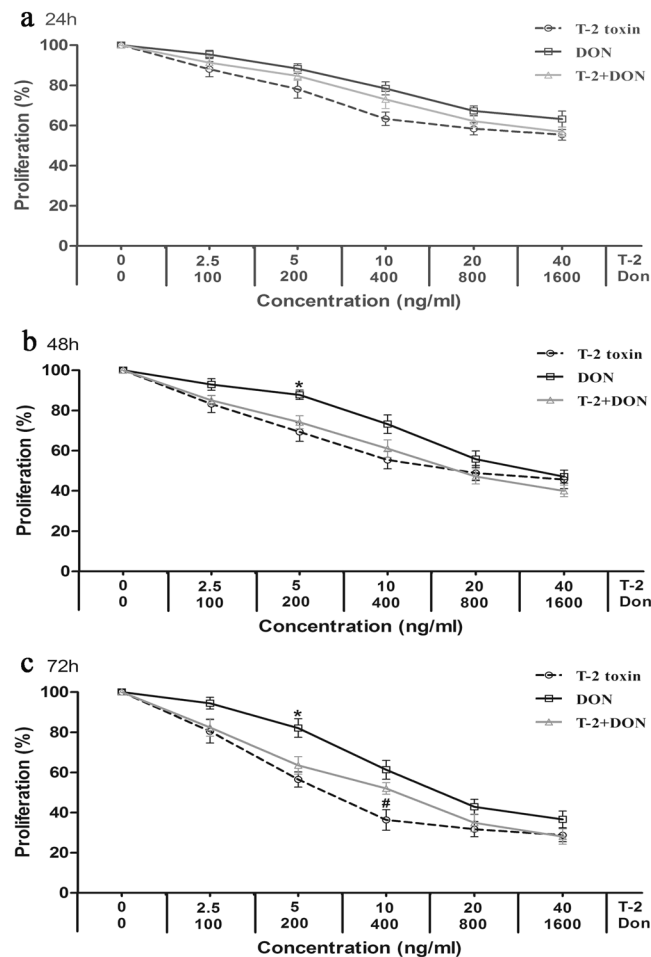 a 24h
T-2 toxin
DON
T-2+DON
Proliferation (%)
100
80
60
40
20
0
0 2.5 5 10 20 40 T-2
0 100 200 400 800 1600 Don
Concentration (ng/ml)
b 48h
T-2 toxin
DON
T-2+DON
Proliferation (%)
100
80
60
40
20
0
*
0 2.5 5 10 20 40 T-2
0 100 200 400 800 1600 Don
Concentration (ng/ml)
c 72h
T-2 toxin
DON
T-2+DON
Proliferation (%)
100
80
60
40
20
0
*
#
0 2.5 5 10 20 40 T-2
0 100 200 400 800 1600 Don
Concentration (ng/ml)